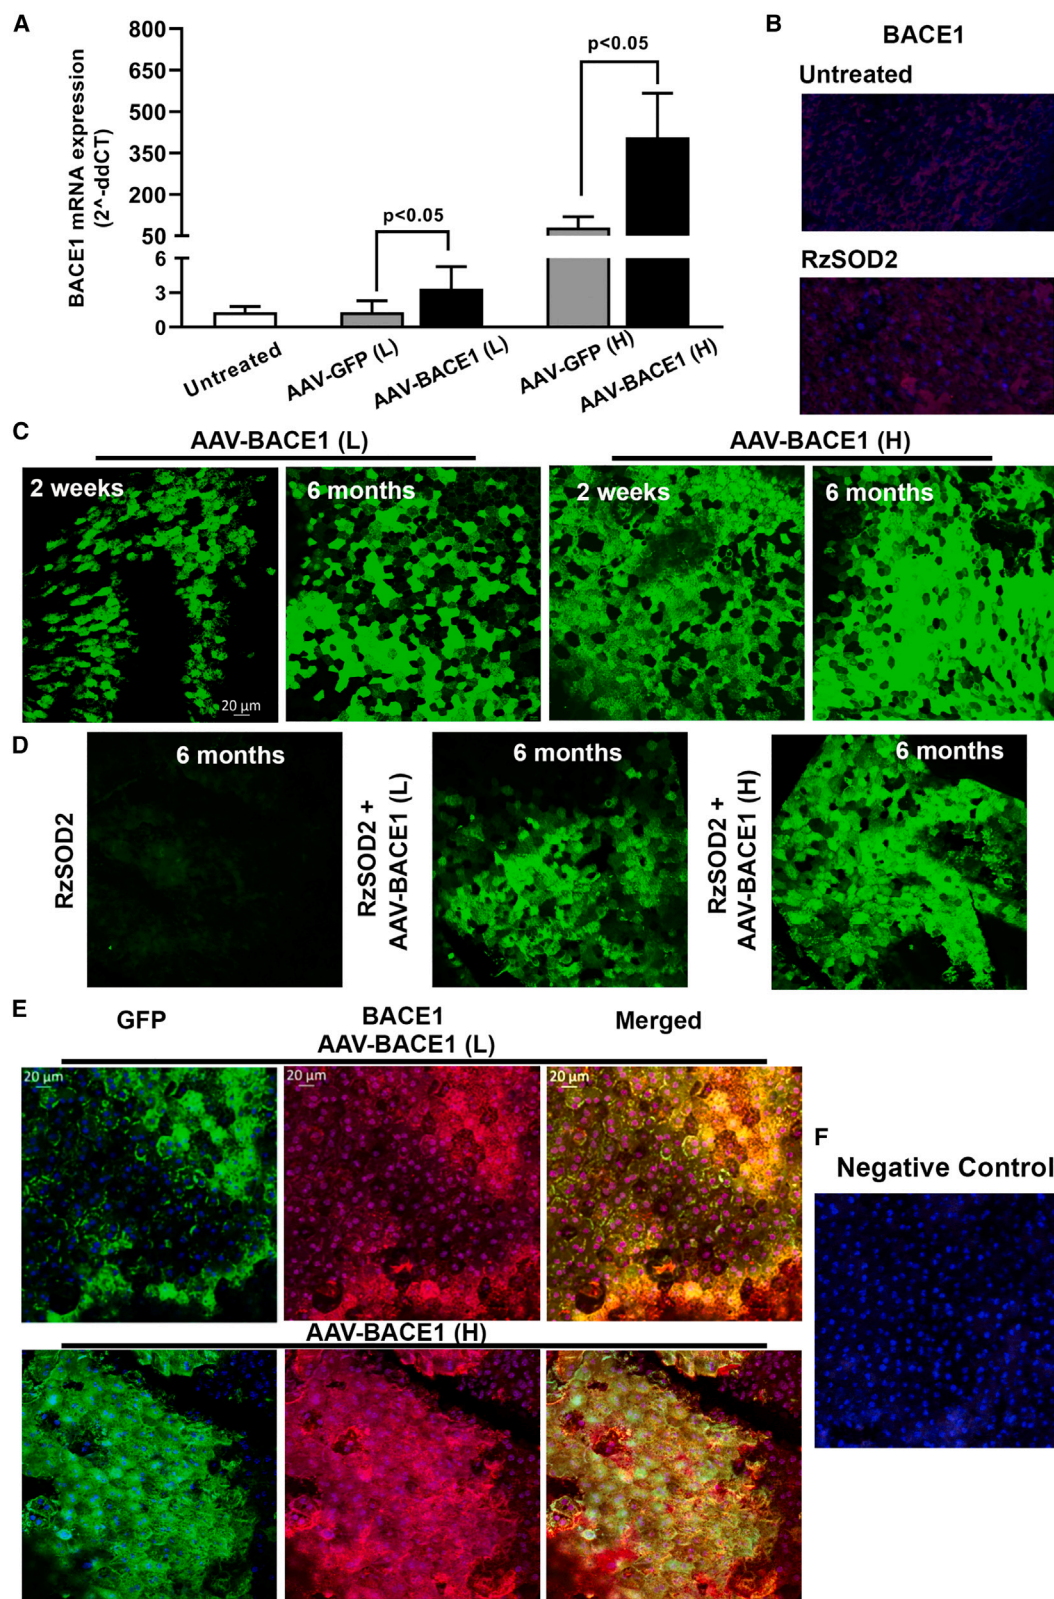 A
BACE1 mRNA expression
(2^-ddCT)
800
650
500
350
200
50
6
3
0
p<0.05
p<0.05
Untreated
AAV-GFP (L)
AAV-BACE1 (L)
AAV-GFP (H)
AAV-BACE1 (H)
B
BACE1
Untreated
RzSOD2
C
AAV-BACE1 (L)
AAV-BACE1 (H)
2 weeks
6 months
2 weeks
6 months
20 µm
D
RzSOD2
6 months
RzSOD2 +
AAV-BACE1 (L)
6 months
RzSOD2 +
AAV-BACE1 (H)
6 months
E
GFP
BACE1
Merged
AAV-BACE1 (L)
20 µm
20 µm
20 µm
AAV-BACE1 (H)
F
Negative Control